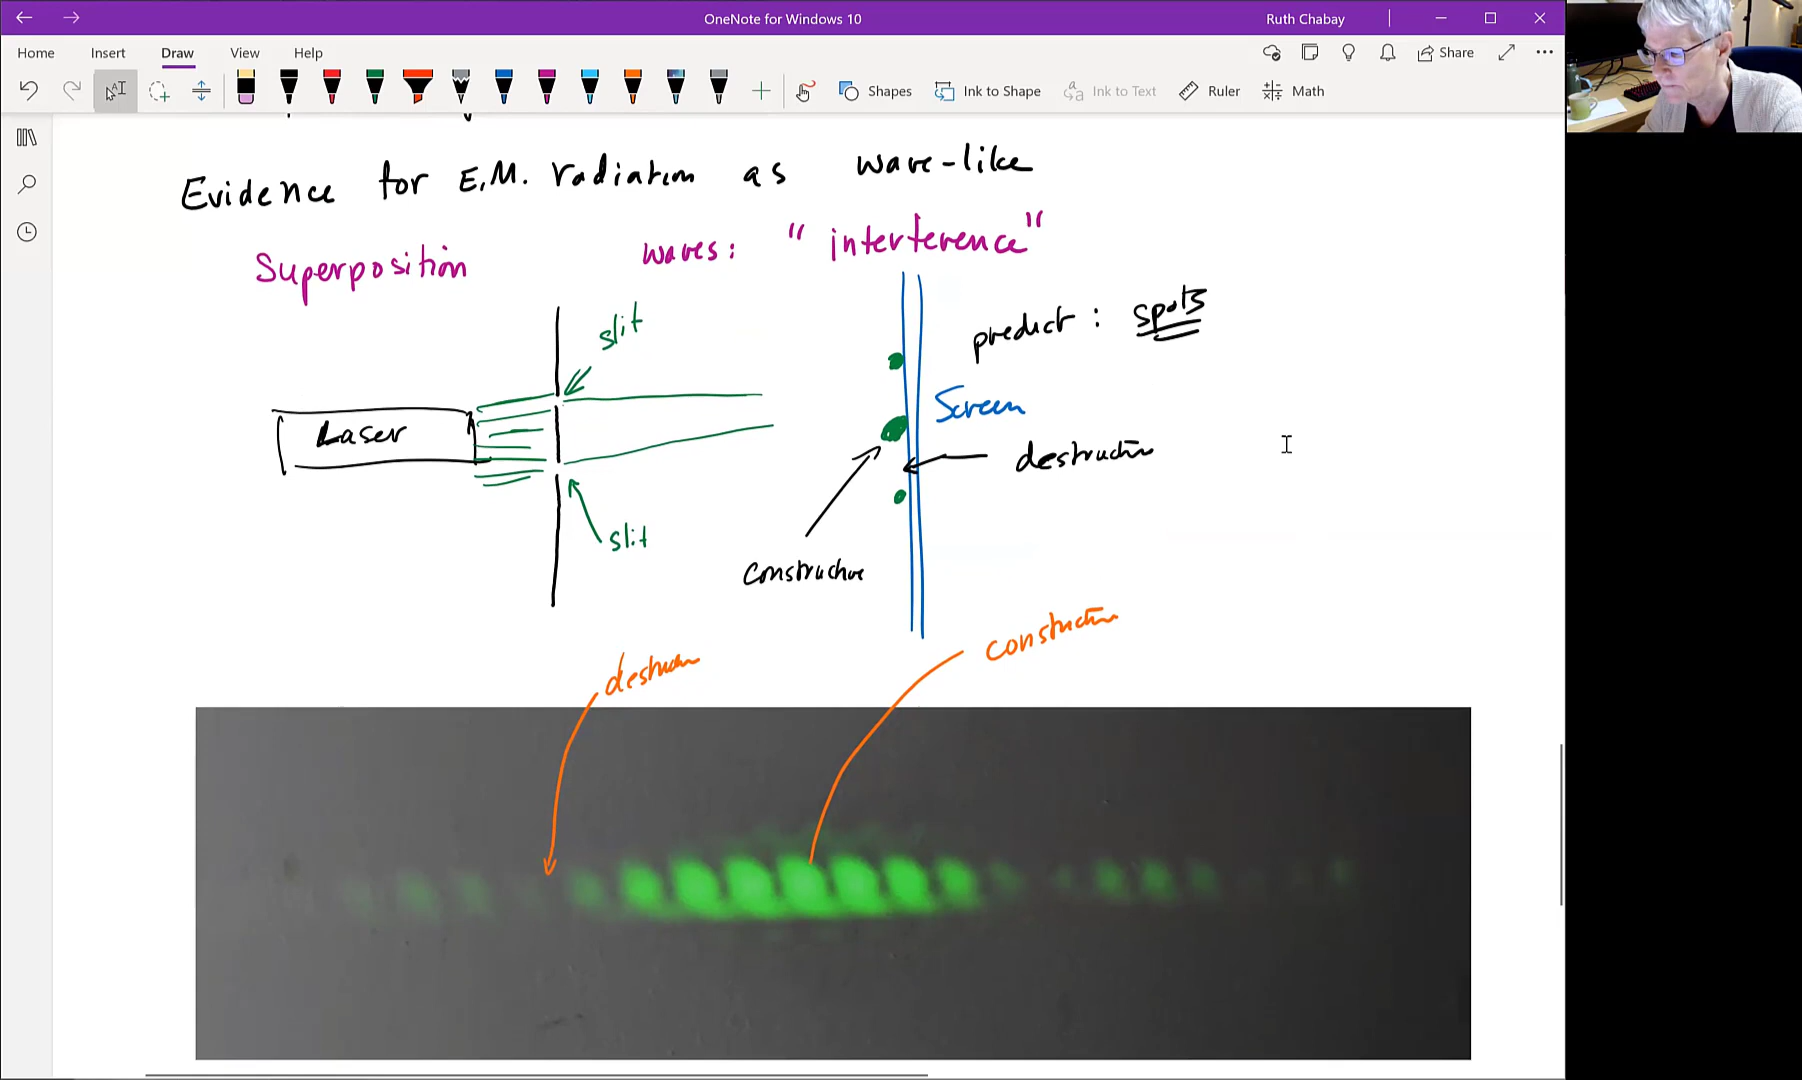 OneNote for Windows 10
Ruth Chabay
Home Insert Draw View Help
Share
Shapes Ink to Shape Ink to Text Ruler Math
Evidence for E.M. radiation as wave-like
Superposition waves: "interference"
slit
predict: spots
Screen
Laser
destructive
slit
constructive
constructive